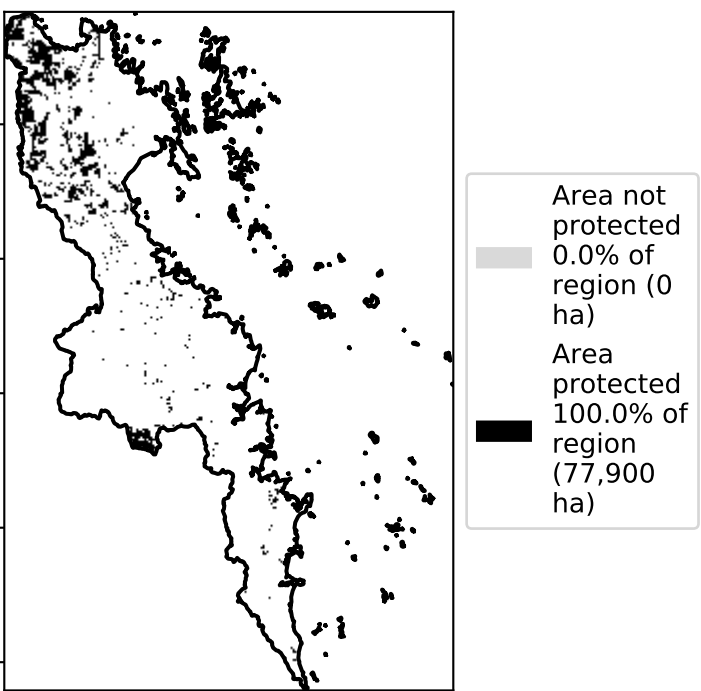 Area not
protected
0.0% of
region (0
ha)
Area
protected
100.0% of
region
(77,900
ha)